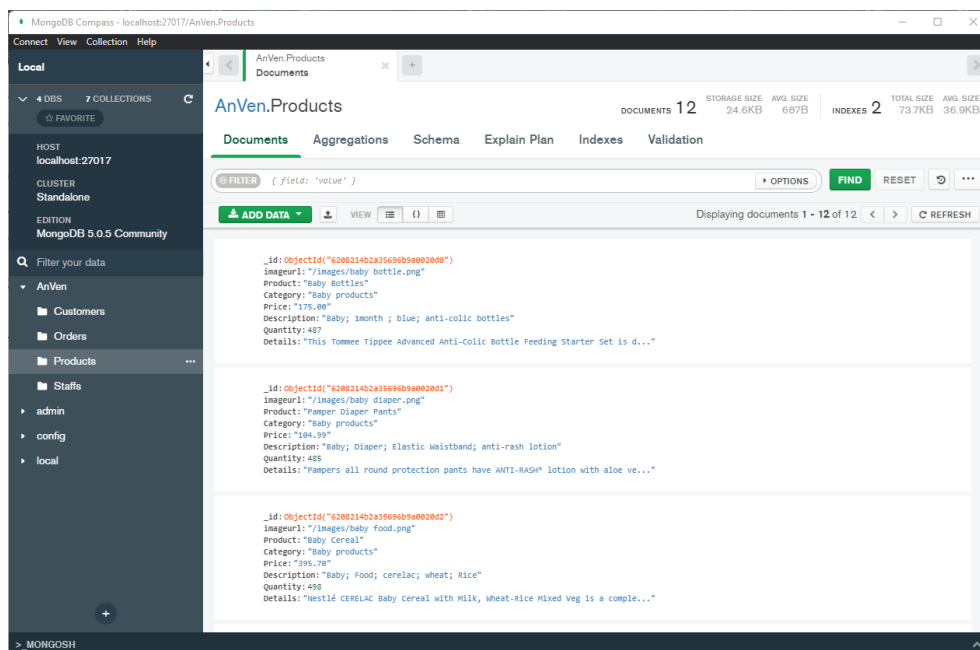 MongoDB Compass - localhost:27017/AnVen.Products
Connect View Collection Help
Local
AnVen.Products
Documents
4 DBS 7 COLLECTIONS
FAVORITE
HOST
localhost:27017
CLUSTER
Standalone
EDITION
MongoDB 5.0.5 Community
Filter your data
AnVen
Customers
Orders
Products
Staffs
admin
config
local
AnVen.Products
DOCUMENTS 12
STORAGE SIZE 24.6KB
AVG. SIZE 687B
INDEXES 2
TOTAL SIZE 73.7KB
AVG. SIZE 36.9KB
Documents Aggregations Schema Explain Plan Indexes Validation
FILTER { field: 'value' } OPTIONS FIND RESET
ADD DATA VIEW Displaying documents 1 - 12 of 12 REFRESH
_id: ObjectId("6208214b2a35696b9a0020d0")
imageurl: "/images/baby bottle.png"
Product: "Baby Bottles"
Category: "Baby products"
Price: "175.00"
Description: "Baby; 1month ; blue; anti-colic bottles"
Quantity: 487
Details: "This Tommee Tippee Advanced Anti-Colic Bottle Feeding Starter Set is d..."
_id: ObjectId("6208214b2a35696b9a0020d1")
imageurl: "/images/baby diaper.png"
Product: "Pamper Diaper Pants"
Category: "Baby products"
Price: "104.99"
Description: "Baby; Diaper; Elastic Waistband; anti-rash lotion"
Quantity: 485
Details: "Pampers all round protection pants have ANTI-RASH* lotion with aloe ve..."
_id: ObjectId("6208214b2a35696b9a0020d2")
imageurl: "/images/baby food.png"
Product: "Baby Cereal"
Category: "Baby products"
Price: "395.70"
Description: "Baby; Food; cerelac; wheat; Rice"
Quantity: 498
Details: "Nestlé CERELAC Baby Cereal with Milk, Wheat-Rice Mixed Veg is a comple..."
>_MONGOSH